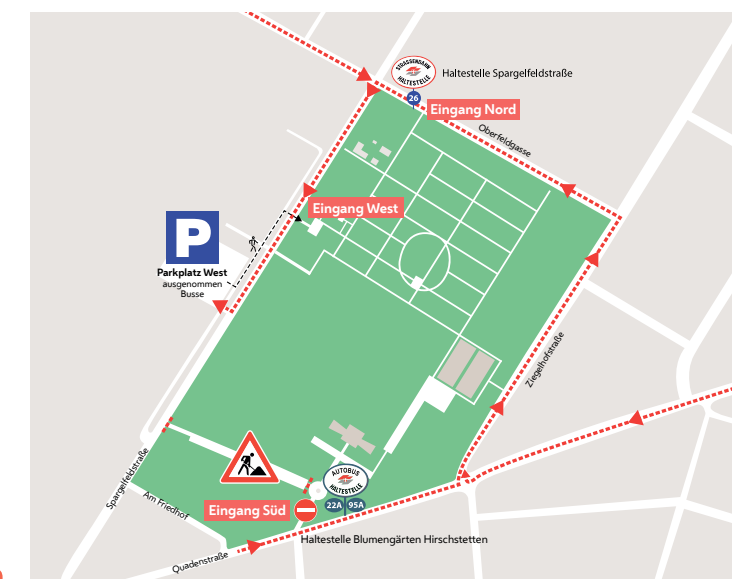 STRASSENBAHN
HALTESTELLE
Haltestelle Spargelfeldstraße
26
Eingang Nord
Oberfeldgasse
Eingang West
P
Parkplatz West
ausgenommen
Busse
Ziegelhofstraße
Spargelfeldstraße
AUTOBUS
HALTESTELLE
22A
95A
Am Friedhof
Eingang Süd
Haltestelle Blumengärten Hirschstetten
Quadenstraße